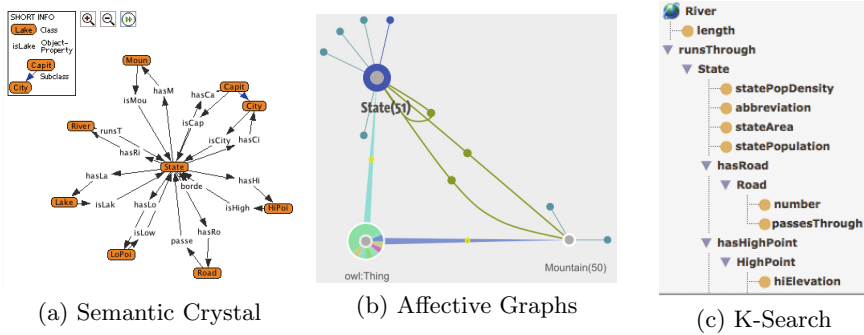 SHORT INFO
Lake Class
isLake Object-Property
Capit
Subclass
City
Moun
hasM
isMou
hasCa
Capit
City
isCap
River
runsT
isCity
hasCi
hasRi
State
hasLa
borde
hasHi
Lake
isLak
hasLo
isHigh
HiPoi
isLow
hasRo
passe
LoPoi
Road
(a) Semantic Crystal
State(51)
owl:Thing
Mountain(50)
(b) Affective Graphs
River
length
runsThrough
State
statePopDensity
abbreviation
stateArea
statePopulation
hasRoad
Road
number
passesThrough
hasHighPoint
HighPoint
hiElevation
(c) K-Search